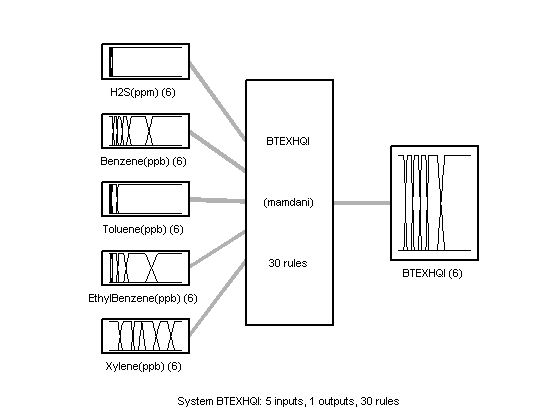 H2S(ppm) (6)
Benzene(ppb) (6)
Toluene(ppb) (6)
EthylBenzene(ppb) (6)
Xylene(ppb) (6)
BTEXHQI
(mamdani)
30 rules
BTEXHQI (6)
System BTEXHQI: 5 inputs, 1 outputs, 30 rules